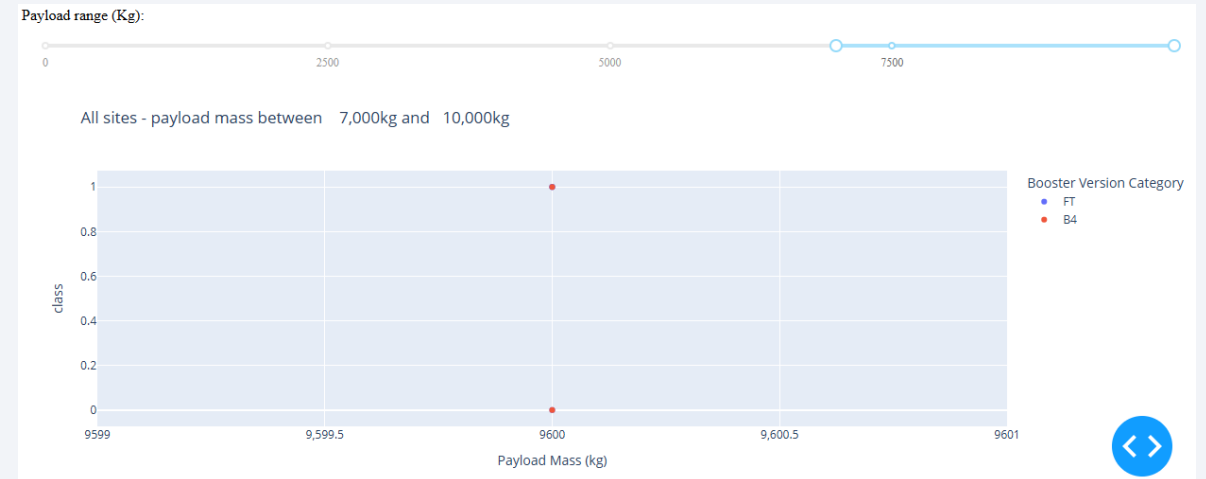 Payload range (Kg):
0 2500 5000 7500
All sites - payload mass between 7,000kg and 10,000kg
Booster Version Category
FT
B4
1
0.8
0.6
0.4
0.2
0
class
9599 9,599.5 9600 9,600.5 9601
Payload Mass (kg)